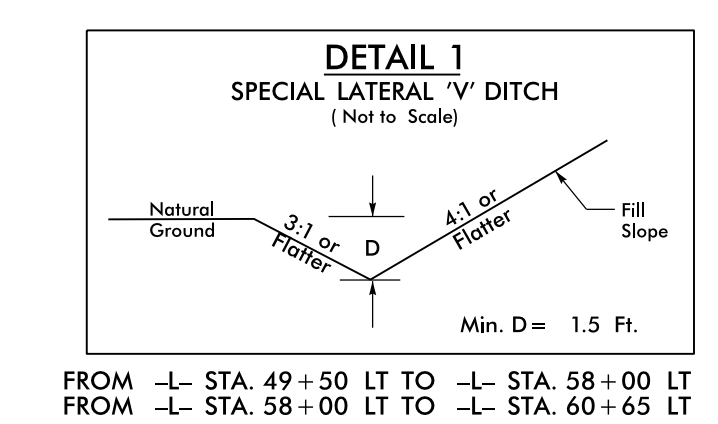 DETAIL 1
SPECIAL LATERAL 'V' DITCH
( Not to Scale)
Natural
Ground
3:1 or
Flatter
D
4:1 or
Flatter
Fill
Slope
Min. D = 1.5 Ft.
FROM –L– STA. 49+50 LT TO –L– STA. 58+00 LT
FROM –L– STA. 58+00 LT TO –L– STA. 60+65 LT